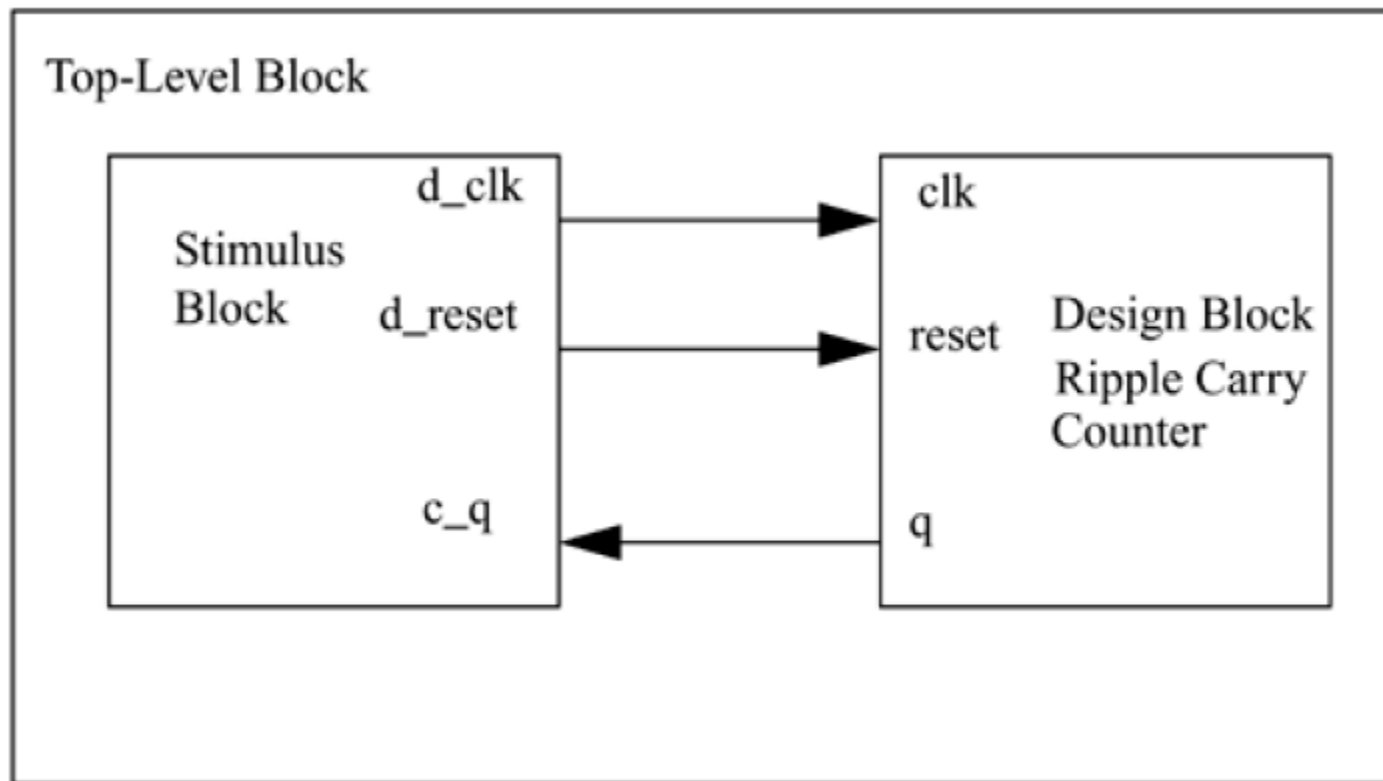 Top-Level Block
d_clk
clk
Stimulus
Block
d_reset
reset
Design Block
Ripple Carry
Counter
c_q
q